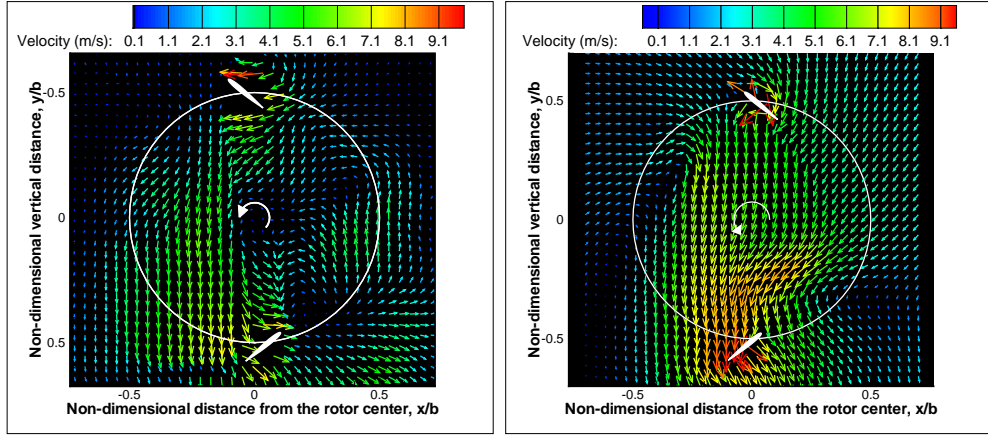 Velocity (m/s): 0.1 1.1 2.1 3.1 4.1 5.1 6.1 7.1 8.1 9.1
Non-dimensional vertical distance, y/b
-0.5
0
0.5
-0.5 0 0.5
Non-dimensional distance from the rotor center, x/b
Velocity (m/s): 0.1 1.1 2.1 3.1 4.1 5.1 6.1 7.1 8.1 9.1
Non-dimensional vertical distance, y/b
0.5
0
-0.5
-0.5 0 0.5
Non-dimensional distance from the rotor center, x/b